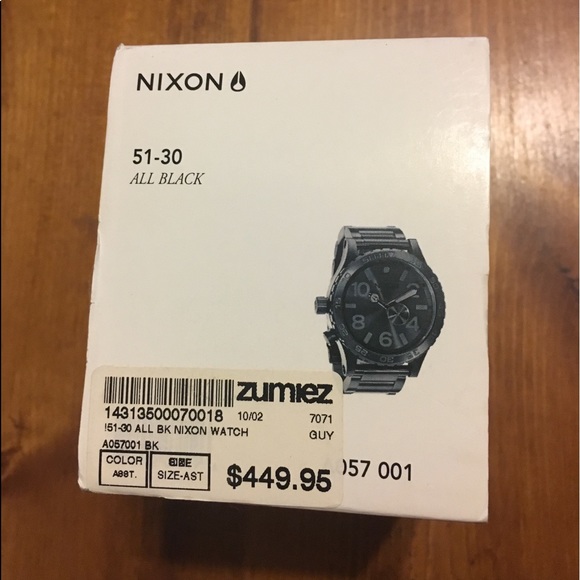 NIXON
51-30
ALL BLACK
zumiez
14313500070018 10/02 7071
!51-30 ALL BK NIXON WATCH GUY
A057001 BK
COLOR
ASST.
SIZE-AST
$449.95
057 001